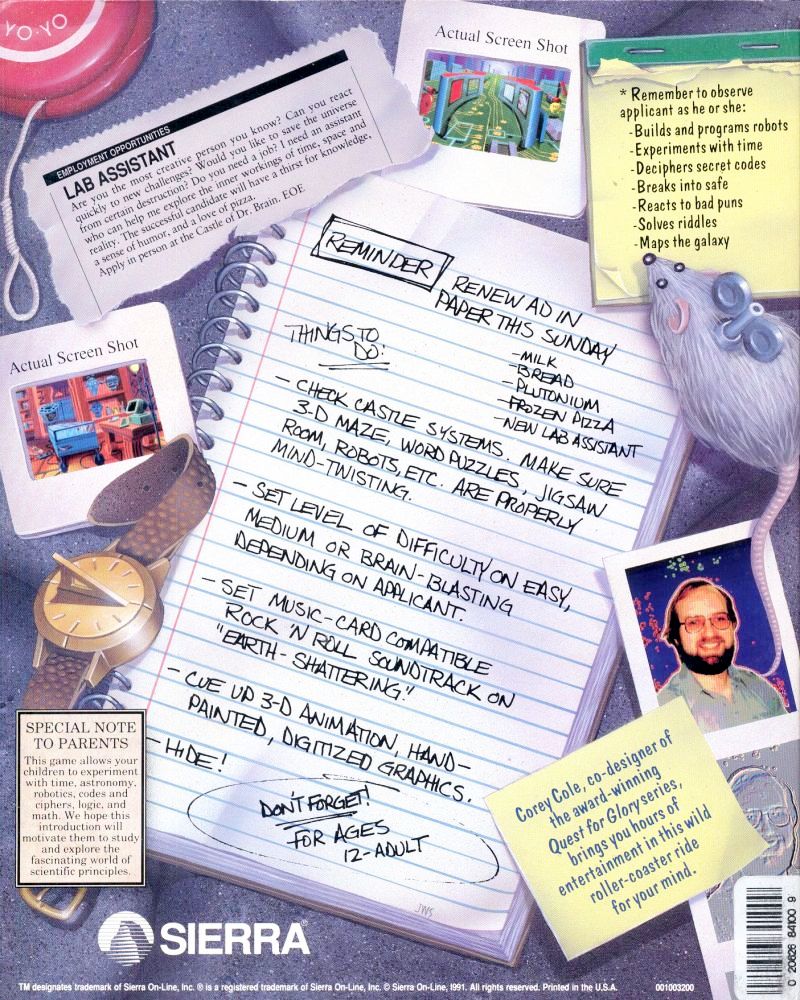 YO-YO
EMPLOYMENT OPPORTUNITIES
LAB ASSISTANT
Are you the most creative person you know? Can you react
quickly to new challenges? Would you like to save the universe
from certain destruction? Do you need a job? I need an assistant
who can help me explore the inner workings of time, space and
reality. The successful candidate will have a thirst for knowledge,
a sense of humor, and a love of pizza.
Apply in person at the Castle of Dr. Brain. EOE
Actual Screen Shot
* Remember to observe
applicant as he or she:
-Builds and programs robots
-Experiments with time
-Deciphers secret codes
-Breaks into safe
-Reacts to bad puns
-Solves riddles
-Maps the galaxy
REMINDER
RENEW AD IN
PAPER THIS SUNDAY
-MILK
-BREAD
-PLUTONIUM
-FROZEN PIZZA
-NEW LAB ASSISTANT
THINGS TO
DO:
- CHECK CASTLE SYSTEMS. MAKE SURE
3-D MAZE, WORD PUZZLES, JIGSAW
ROOM, ROBOTS, ETC. ARE PROPERLY
MIND-TWISTING.
- SET LEVEL OF DIFFICULTY ON EASY,
MEDIUM OR BRAIN-BLASTING
DEPENDING ON APPLICANT.
- SET MUSIC-CARD COMPATIBLE
ROCK 'N ROLL SOUNDTRACK ON
"EARTH-SHATTERING."
- CUE UP 3-D ANIMATION, HAND-
PAINTED, DIGITIZED GRAPHICS.
- HIDE!
DON'T FORGET!
FOR AGES
12-ADULT
JWS
Actual Screen Shot
SPECIAL NOTE
TO PARENTS
This game allows your
children to experiment
with time, astronomy,
robotics, codes and
ciphers, logic, and
math. We hope this
introduction will
motivate them to study
and explore the
fascinating world of
scientific principles.
Corey Cole, co-designer of
the award-winning
Quest for Glory series,
brings you hours of
entertainment in this wild
roller-coaster ride
for your mind.
SIERRA®
0 20626 84100 9
TM designates trademark of Sierra On-Line, Inc. ® is a registered trademark of Sierra On-Line, Inc. © Sierra On-Line, 1991. All rights reserved. Printed in the U.S.A.
001003200